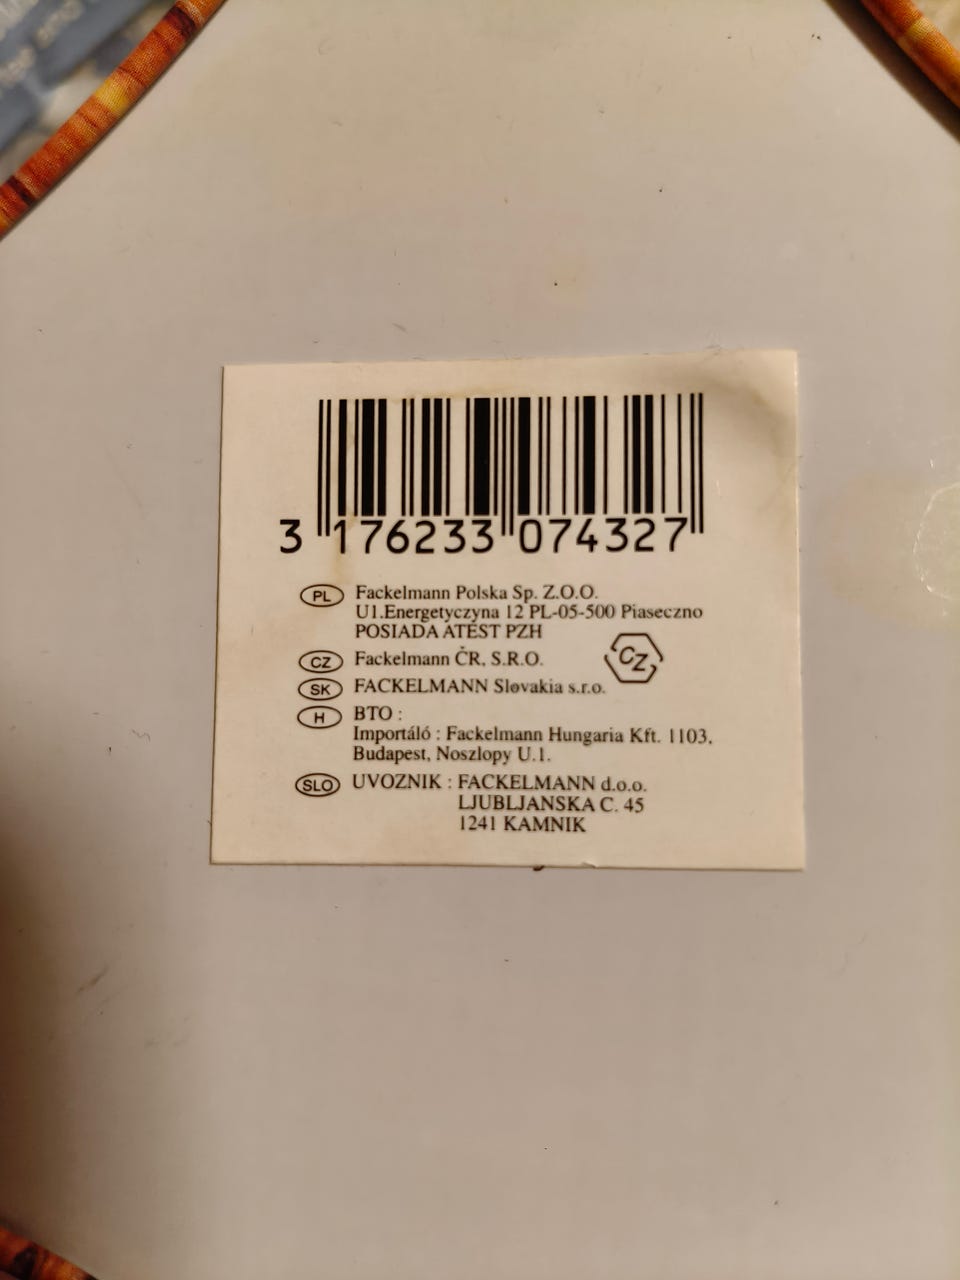 3 176233 074327
PL Fackelmann Polska Sp. Z.O.O.
U1.Energetyczyna 12 PL-05-500 Piaseczno
POSIADA ATEST PZH
CZ Fackelmann ČR, S.R.O. CZ
SK FACKELMANN Slovakia s.r.o.
H BTO :
Importáló : Fackelmann Hungaria Kft. 1103,
Budapest, Noszlopy U.1.
SLO UVOZNIK : FACKELMANN d.o.o.
LJUBLJANSKA C. 45
1241 KAMNIK